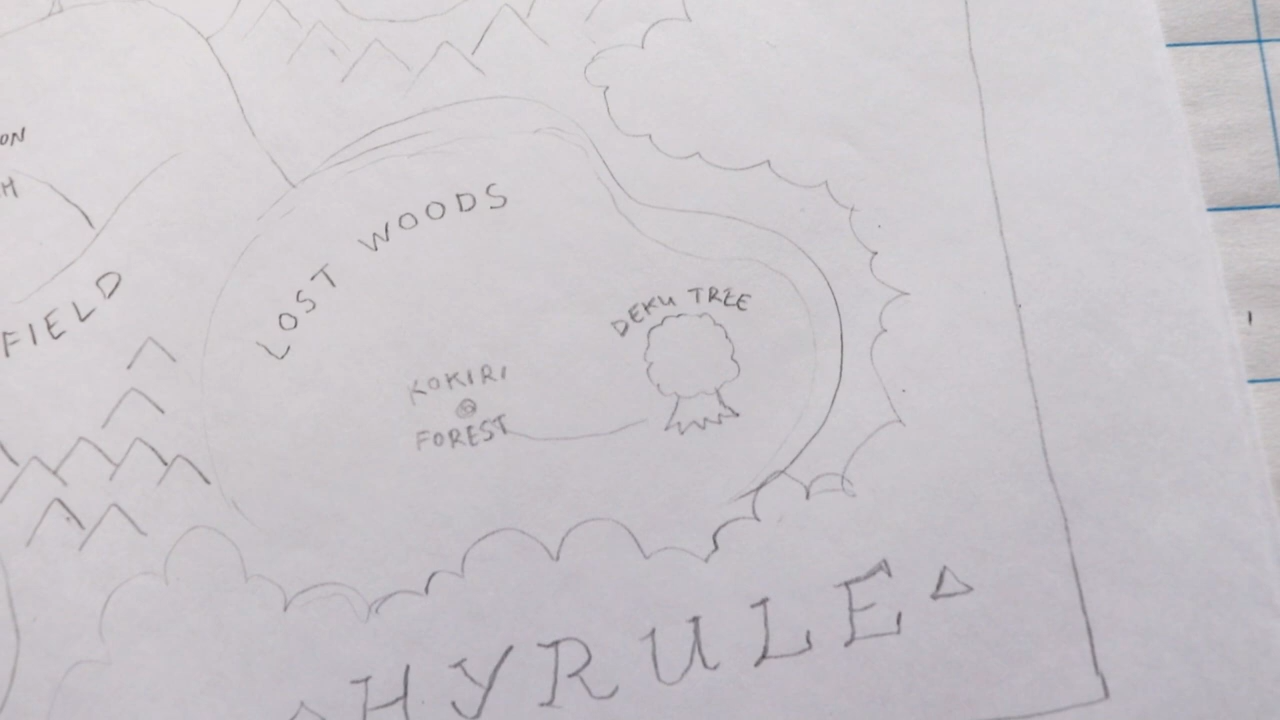 ON
H
FIELD
LOST WOODS
DEKU TREE
KOKIRI
FOREST
HYRULE